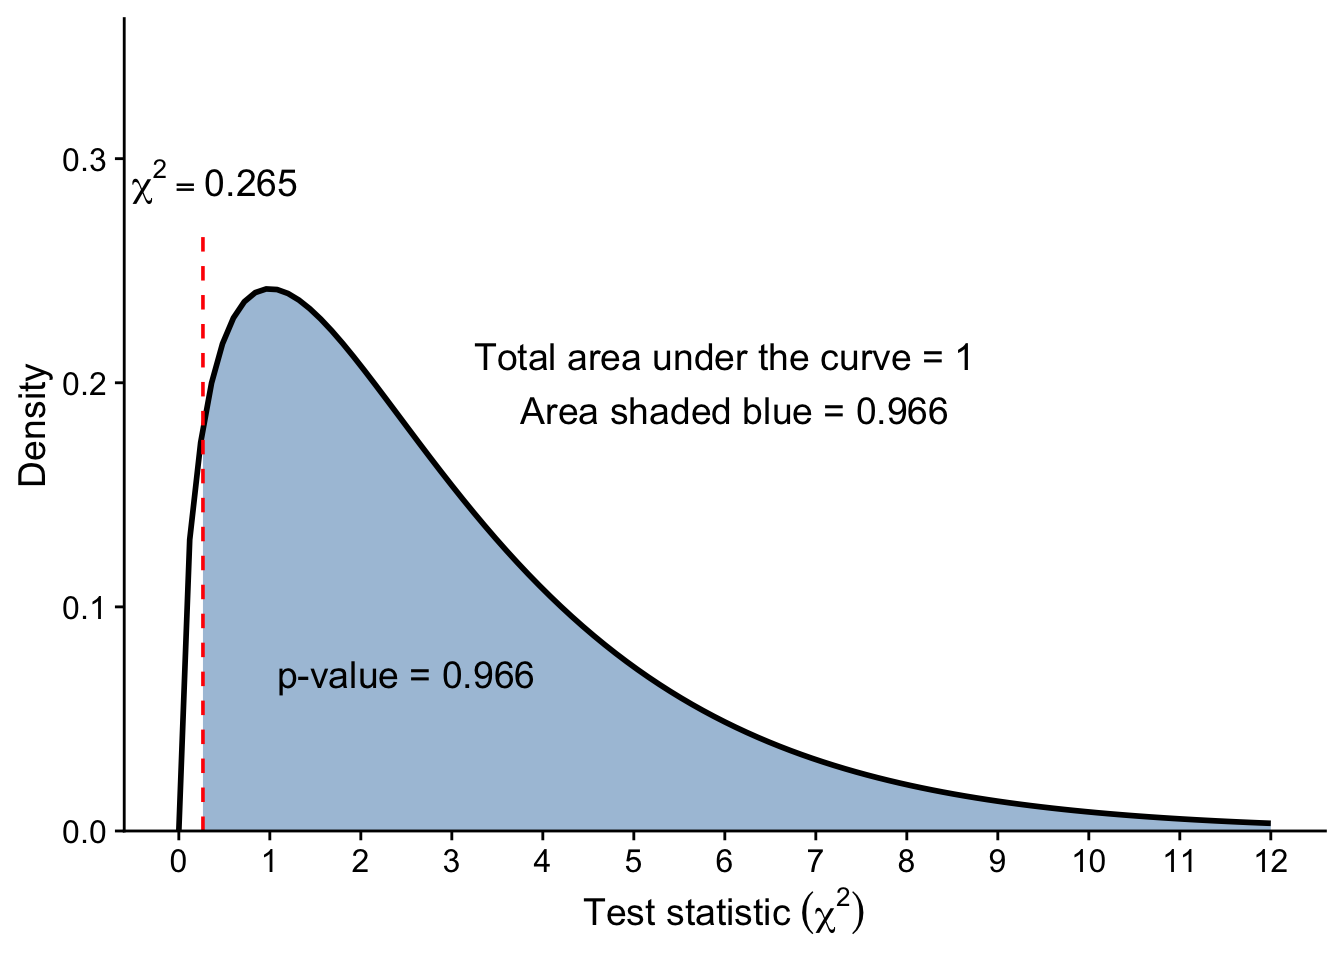 0.3
χ² = 0.265
Total area under the curve = 1
0.2
Area shaded blue = 0.966
Density
0.1
p-value = 0.966
0.0
0 1 2 3 4 5 6 7 8 9 10 11 12
Test statistic (χ²)